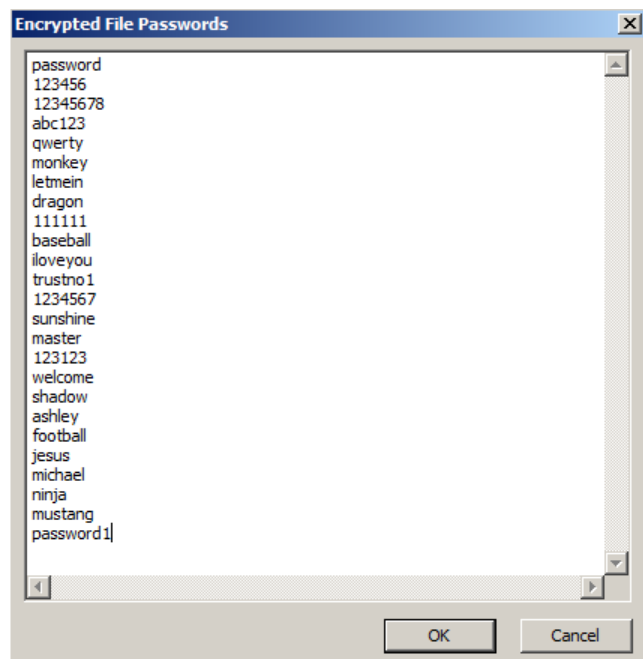 Encrypted File Passwords
password
123456
12345678
abc123
qwerty
monkey
letmein
dragon
111111
baseball
iloveyou
trustno1
1234567
sunshine
master
123123
welcome
shadow
ashley
football
jesus
michael
ninja
mustang
password1
OK
Cancel